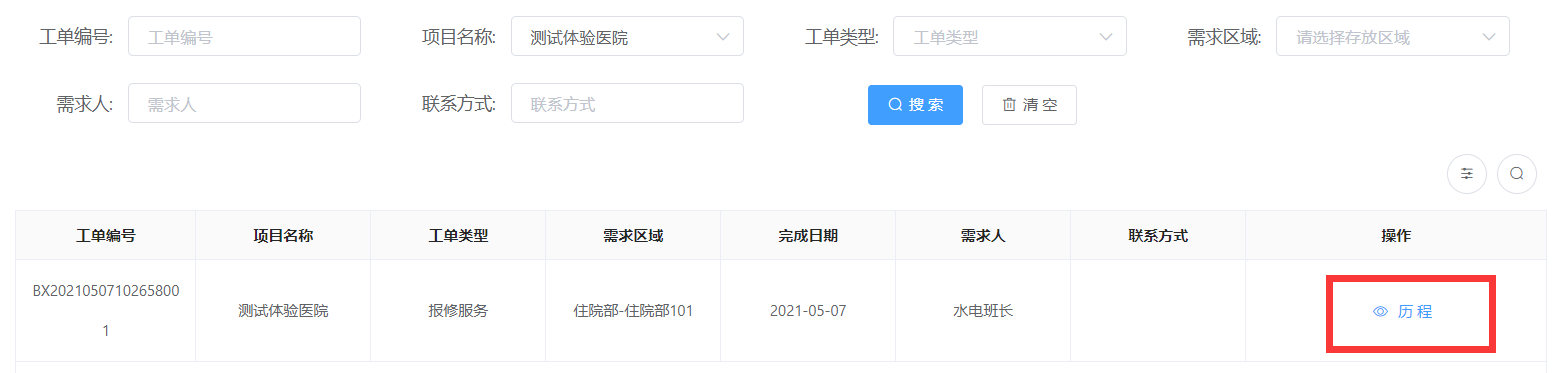 工单编号: 工单编号 项目名称: 测试体验医院 工单类型: 工单类型 需求区域: 请选择存放区域
需求人: 需求人 联系方式: 联系方式 搜 索 清 空
工单编号 项目名称 工单类型 需求区域 完成日期 需求人 联系方式 操作
BX2021050710265800
1 测试体验医院 报修服务 住院部-住院部101 2021-05-07 水电班长 历 程